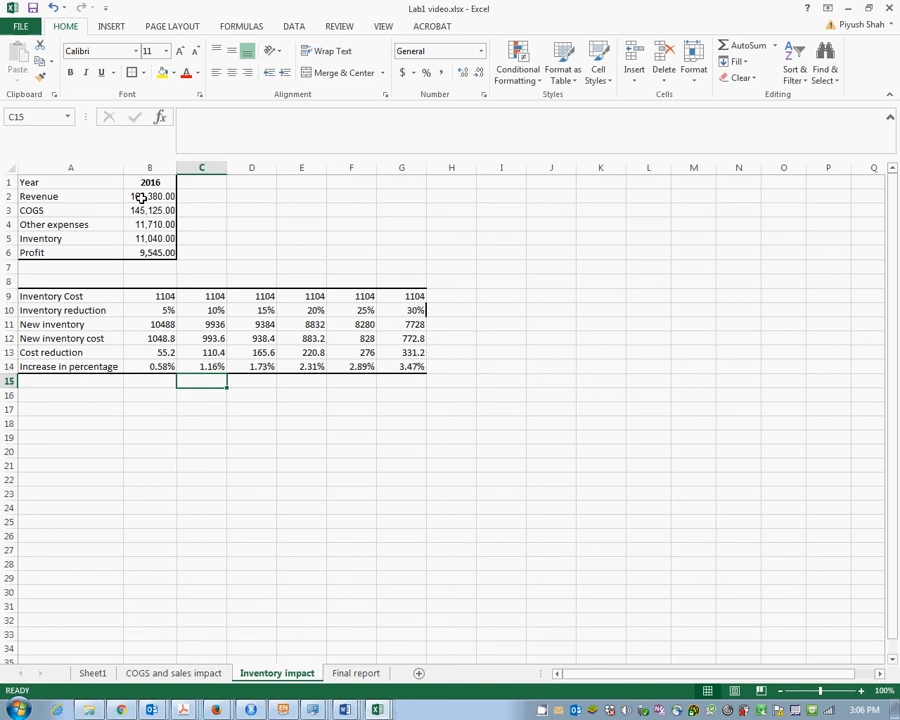 Lab1 video.xlsx - Excel
FILE HOME INSERT PAGE LAYOUT FORMULAS DATA REVIEW VIEW ACROBAT Piyush Shah
Paste Calibri 11 Wrap Text General Conditional Formatting Format as Table Cell Styles Insert Delete Format AutoSum Sort & Filter Find & Select
B I U A Merge & Center $ % , Fill Clear
Clipboard Font Alignment Number Styles Cells Editing
C15 fx
A B C D E F G H I J K L M N O P Q
1 Year 2016
2 Revenue
3 COGS 145,125.00
4 Other expenses 11,710.00
5 Inventory 11,040.00
6 Profit 9,545.00
7
8
9 Inventory Cost 1104 1104 1104 1104 1104 1104
10 Inventory reduction 5% 10% 15% 20% 25% 30%
11 New inventory 10488 9936 9384 8832 8280 7728
12 New inventory cost 1048.8 993.6 938.4 883.2 828 772.8
13 Cost reduction 55.2 110.4 165.6 220.8 276 331.2
14 Increase in percentage 0.58% 1.16% 1.73% 2.31% 2.89% 3.47%
15
16
17
18
19
20
21
22
23
24
25
26
27
28
29
30
31
32
33
34
35
Sheet1 COGS and sales impact Inventory impact Final report
READY 100%
3:06 PM